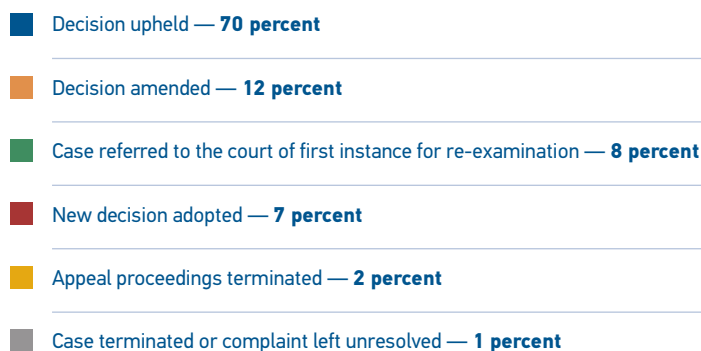 Decision upheld — 70 percent
Decision amended — 12 percent
Case referred to the court of first instance for re-examination — 8 percent
New decision adopted — 7 percent
Appeal proceedings terminated — 2 percent
Case terminated or complaint left unresolved — 1 percent